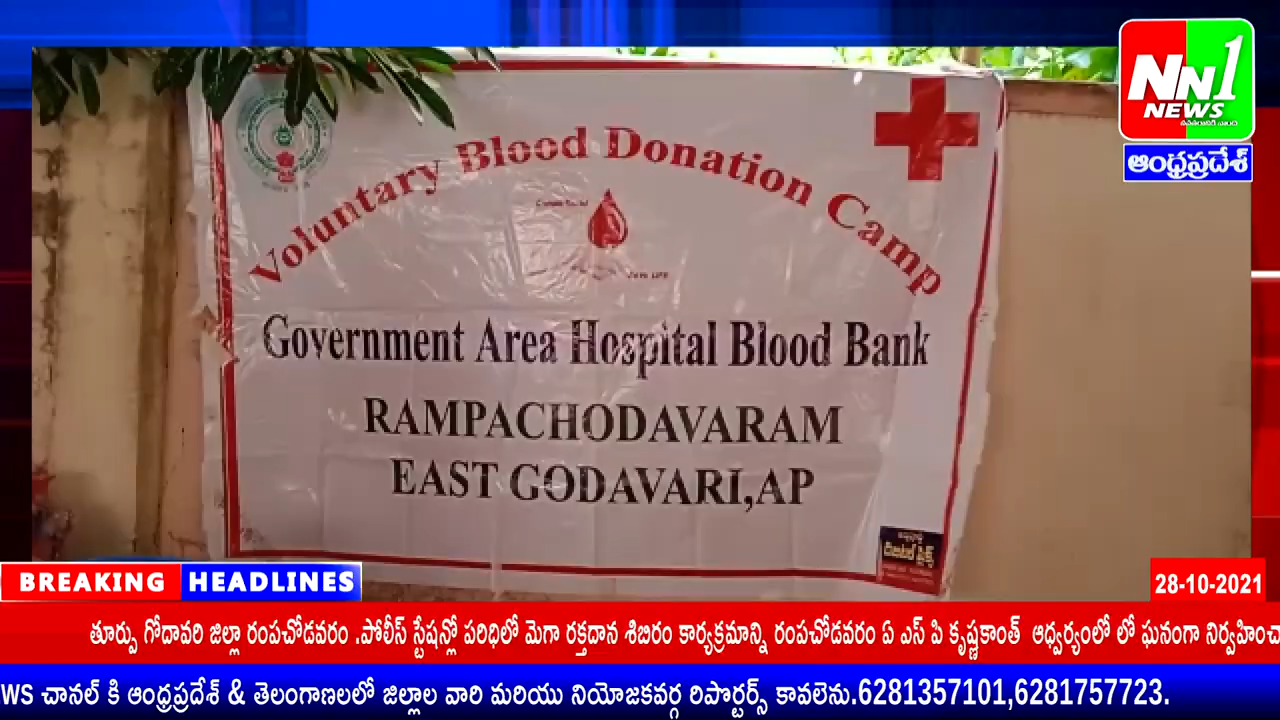 NN1
NEWS
ఆంధ్రప్రదేశ్
Voluntary Blood Donation Camp
Government Area Hospital Blood Bank
RAMPACHODAVARAM
EAST GODAVARI,AP
BREAKING HEADLINES
28-10-2021
తూర్పు గోదావరి జిల్లా రంపచోడవరం .పోలీస్ స్టేషన్లో పరిధిలో మెగా రక్తదాన శిబిరం కార్యక్రమాన్ని రంపచోడవరం ఏ ఎస్ పి కృష్ణకాంత్ ఆధ్వర్యంలో లో ఘనంగా నిర్వహించా
WS చానల్ కి ఆంధ్రప్రదేశ్ & తెలంగాణలలో జిల్లాల వారి మరియు నియోజకవర్గ రిపొర్టర్స్ కావలెను.6281357101,6281757723.